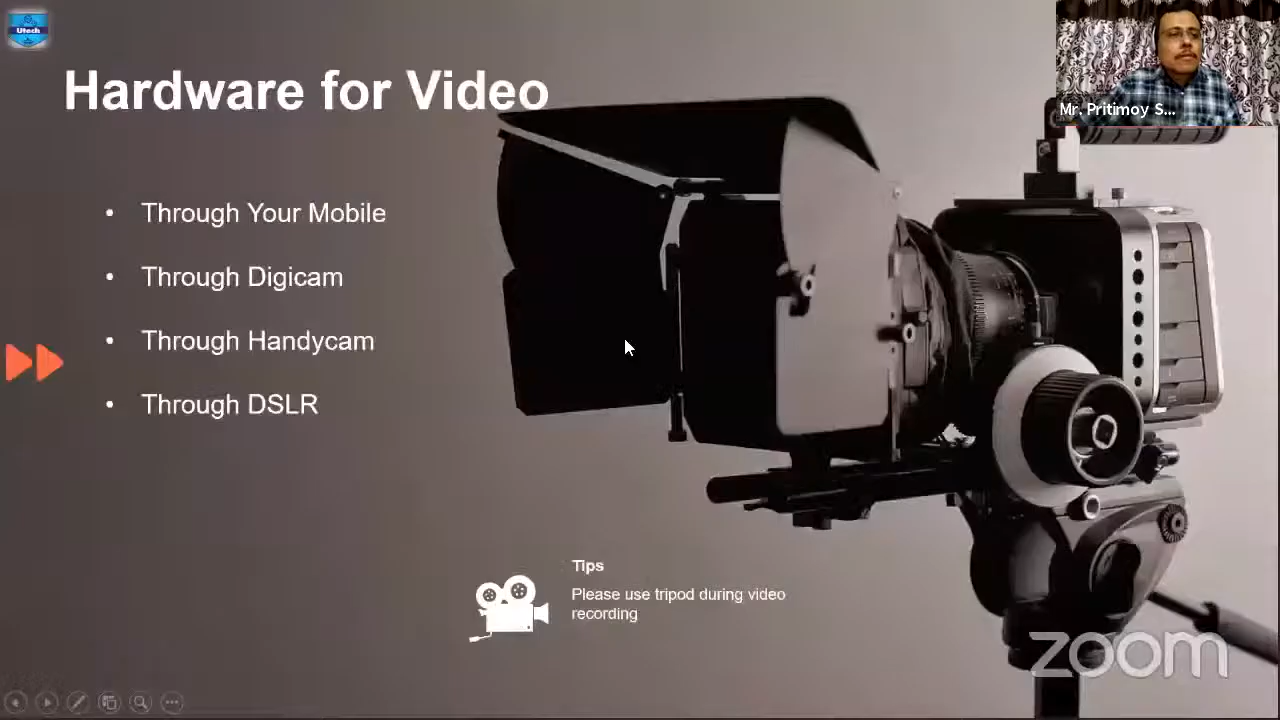 Utech
Hardware for Video
Mr. Pritimoy S...
• Through Your Mobile
• Through Digicam
• Through Handycam
• Through DSLR
Tips
Please use tripod during video
recording
zoom